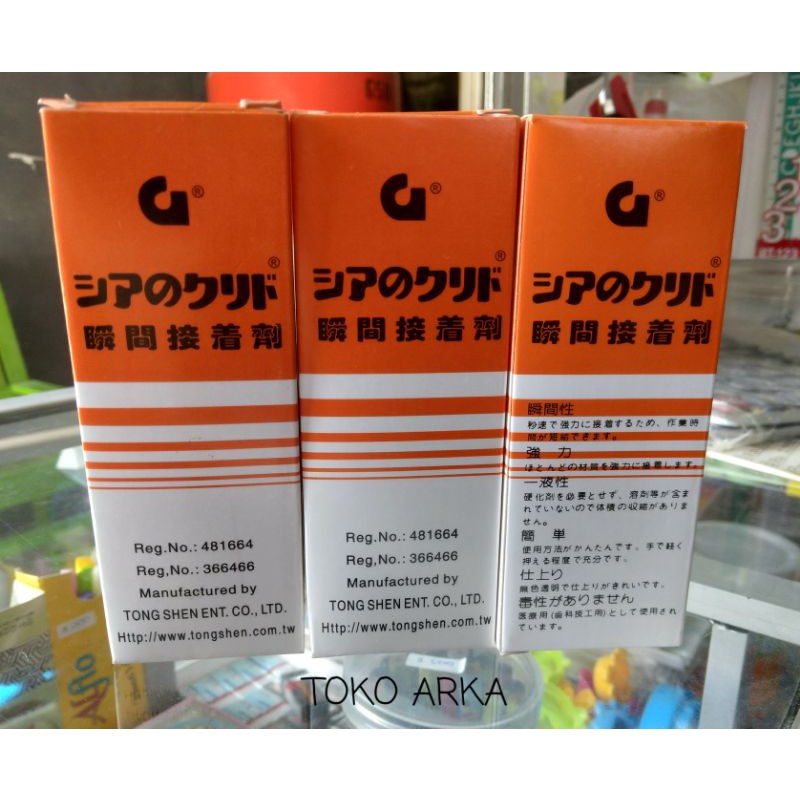 G®
シアのクリド®
瞬間接着劑
Reg.No.: 481664
Reg,No.: 366466
Manufactured by
TONG SHEN ENT. CO., LTD.
Http://www.tongshen.com.tw
G®
シアのクリド®
瞬間接着劑
Reg.No.: 481664
Reg,No.: 366466
Manufactured by
TONG SHEN ENT. CO., LTD.
Http://www.tongshen.com.tw
G®
シアのクリド®
瞬間接着劑
瞬間性
秒速で強力に接着するため、作業時
間が短縮できます。
強 力
ほとんどの材質を強力に接着します。
一液性
硬化剤を必要とせず、溶剤等が含ま
れていないので体積の収縮がありま
せん。
簡 単
使用方法がかんたんです。手で軽く
押える程度で充分です。
仕上り
無色透明で仕上りがきれいです。
毒性がありません
医療用(歯科技工用)として使用され
ています。
CEGHIJK
123
BT-123
Alfio
TOKO ARKA